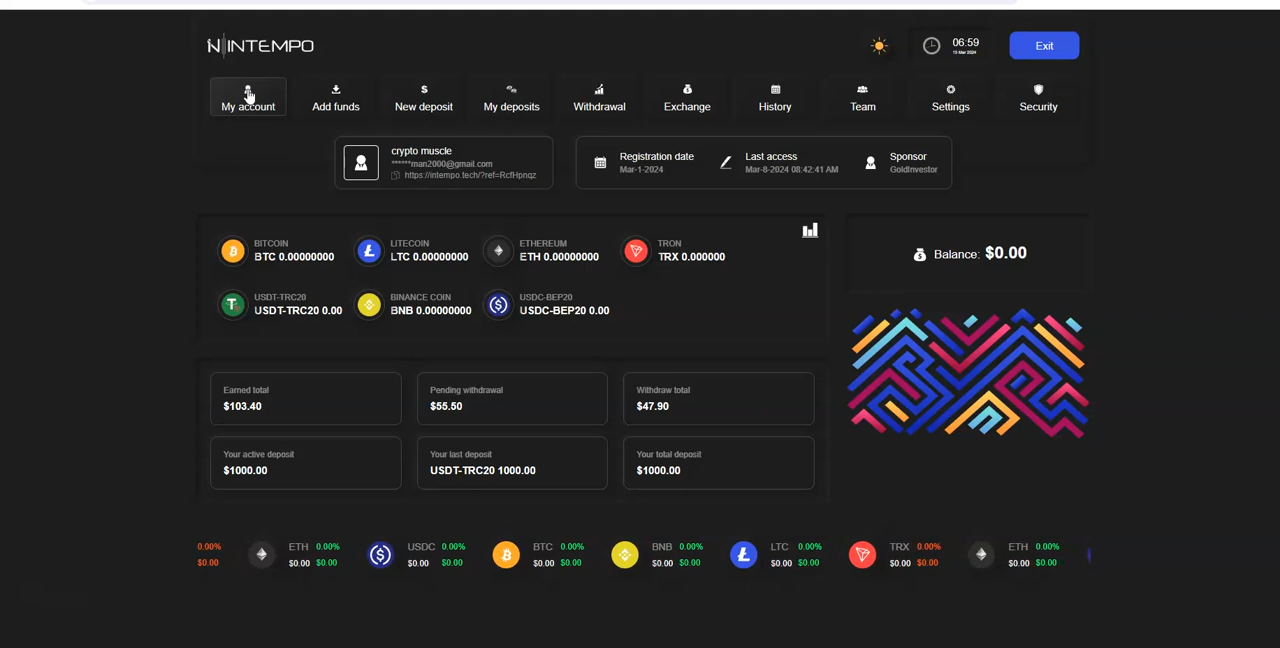 INTEMPO
06:59
Exit
My account
Add funds
New deposit
My deposits
Withdrawal
Exchange
History
Team
Settings
Security
crypto muscle
******man2000@gmail.com
https://intempo.tech/?ref=RcfHpnqz
Registration date
Mar-1-2024
Last access
Mar-8-2024 08:42:41 AM
Sponsor
GoldInvestor
BITCOIN
BTC 0.00000000
LITECOIN
LTC 0.00000000
ETHEREUM
ETH 0.00000000
TRON
TRX 0.000000
USDT-TRC20
USDT-TRC20 0.00
BINANCE COIN
BNB 0.00000000
USDC-BEP20
USDC-BEP20 0.00
Balance: $0.00
Earned total
$103.40
Pending withdrawal
$55.50
Withdraw total
$47.90
Your active deposit
$1000.00
Your last deposit
USDT-TRC20 1000.00
Your total deposit
$1000.00
0.00%
$0.00
ETH 0.00%
$0.00 $0.00
USDC 0.00%
$0.00 $0.00
BTC 0.00%
$0.00 $0.00
BNB 0.00%
$0.00 $0.00
LTC 0.00%
$0.00 $0.00
TRX 0.00%
$0.00 $0.00
ETH 0.00%
$0.00 $0.00